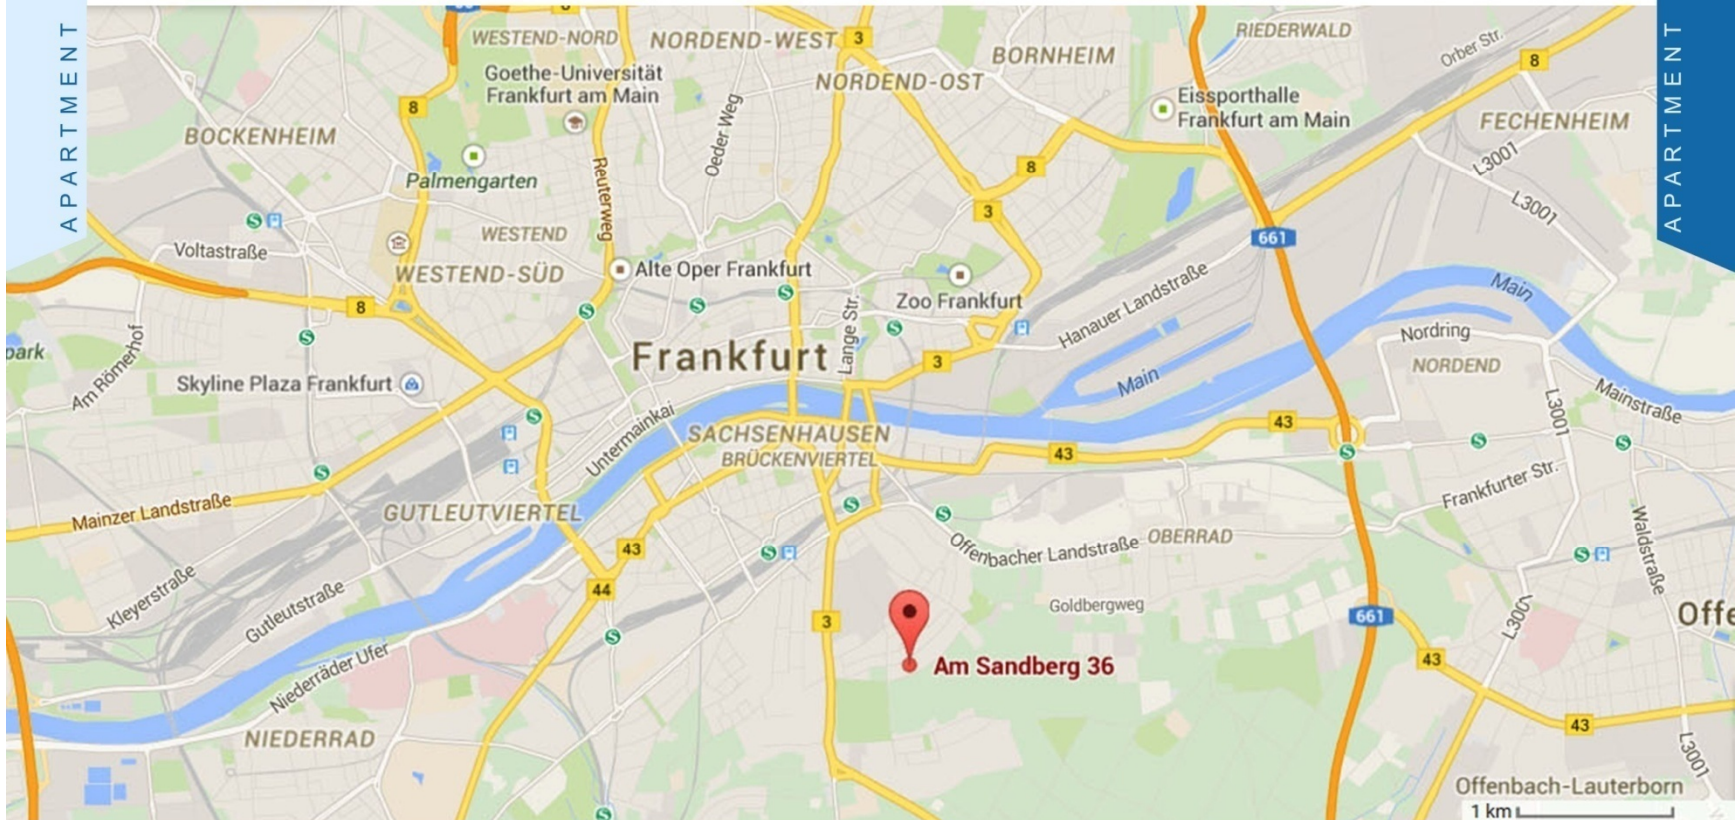 APARTMENT
APARTMENT
8
3
WESTEND-NORD
NORDEND-WEST
BORNHEIM
RIEDERWALD
Orber Str.
8
Goethe-Universität
Frankfurt am Main
NORDEND-OST
Eissporthalle
Frankfurt am Main
FECHENHEIM
BOCKENHEIM
Oeder Weg
Palmengarten
Reuterweg
8
3
L3001
L3001
Voltastraße
WESTEND
661
WESTEND-SÜD
Alte Oper Frankfurt
Zoo Frankfurt
Hanauer Landstraße
Main
8
Lange Str.
Nordring
park
Am Römerhof
Frankfurt
3
NORDEND
Skyline Plaza Frankfurt
Main
Mainstraße
L3001
Untermainkai
SACHSENHAUSEN
BRÜCKENVIERTEL
43
43
Mainzer Landstraße
GUTLEUTVIERTEL
Frankfurter Str.
Waldstraße
43
Offenbacher Landstraße
OBERRAD
44
Kleyerstraße
Gutleutstraße
3
Goldbergweg
661
L3001
Offe
Niederräder Ufer
Am Sandberg 36
43
NIEDERRAD
43
L3001
Offenbach-Lauterborn
1 km